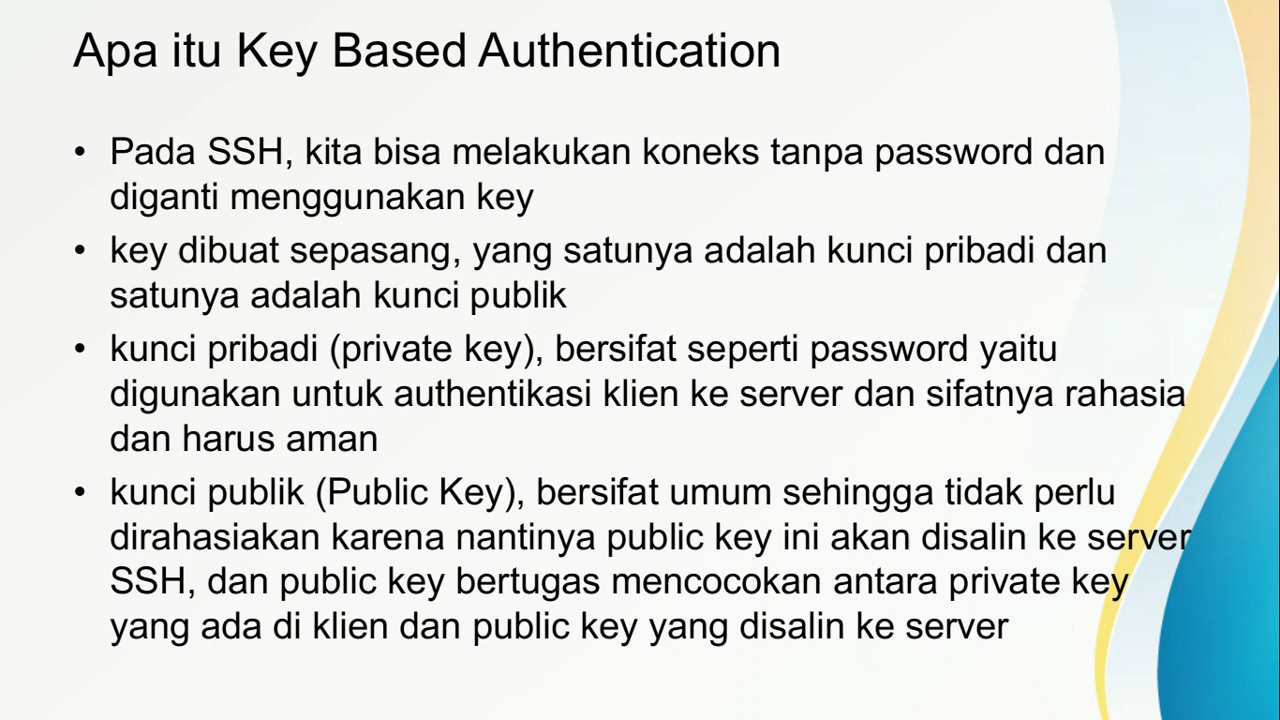 Apa itu Key Based Authentication
• Pada SSH, kita bisa melakukan koneks tanpa password dan
diganti menggunakan key
• key dibuat sepasang, yang satunya adalah kunci pribadi dan
satunya adalah kunci publik
• kunci pribadi (private key), bersifat seperti password yaitu
digunakan untuk authentikasi klien ke server dan sifatnya rahasia
dan harus aman
• kunci publik (Public Key), bersifat umum sehingga tidak perlu
dirahasiakan karena nantinya public key ini akan disalin ke server
SSH, dan public key bertugas mencocokan antara private key
yang ada di klien dan public key yang disalin ke server